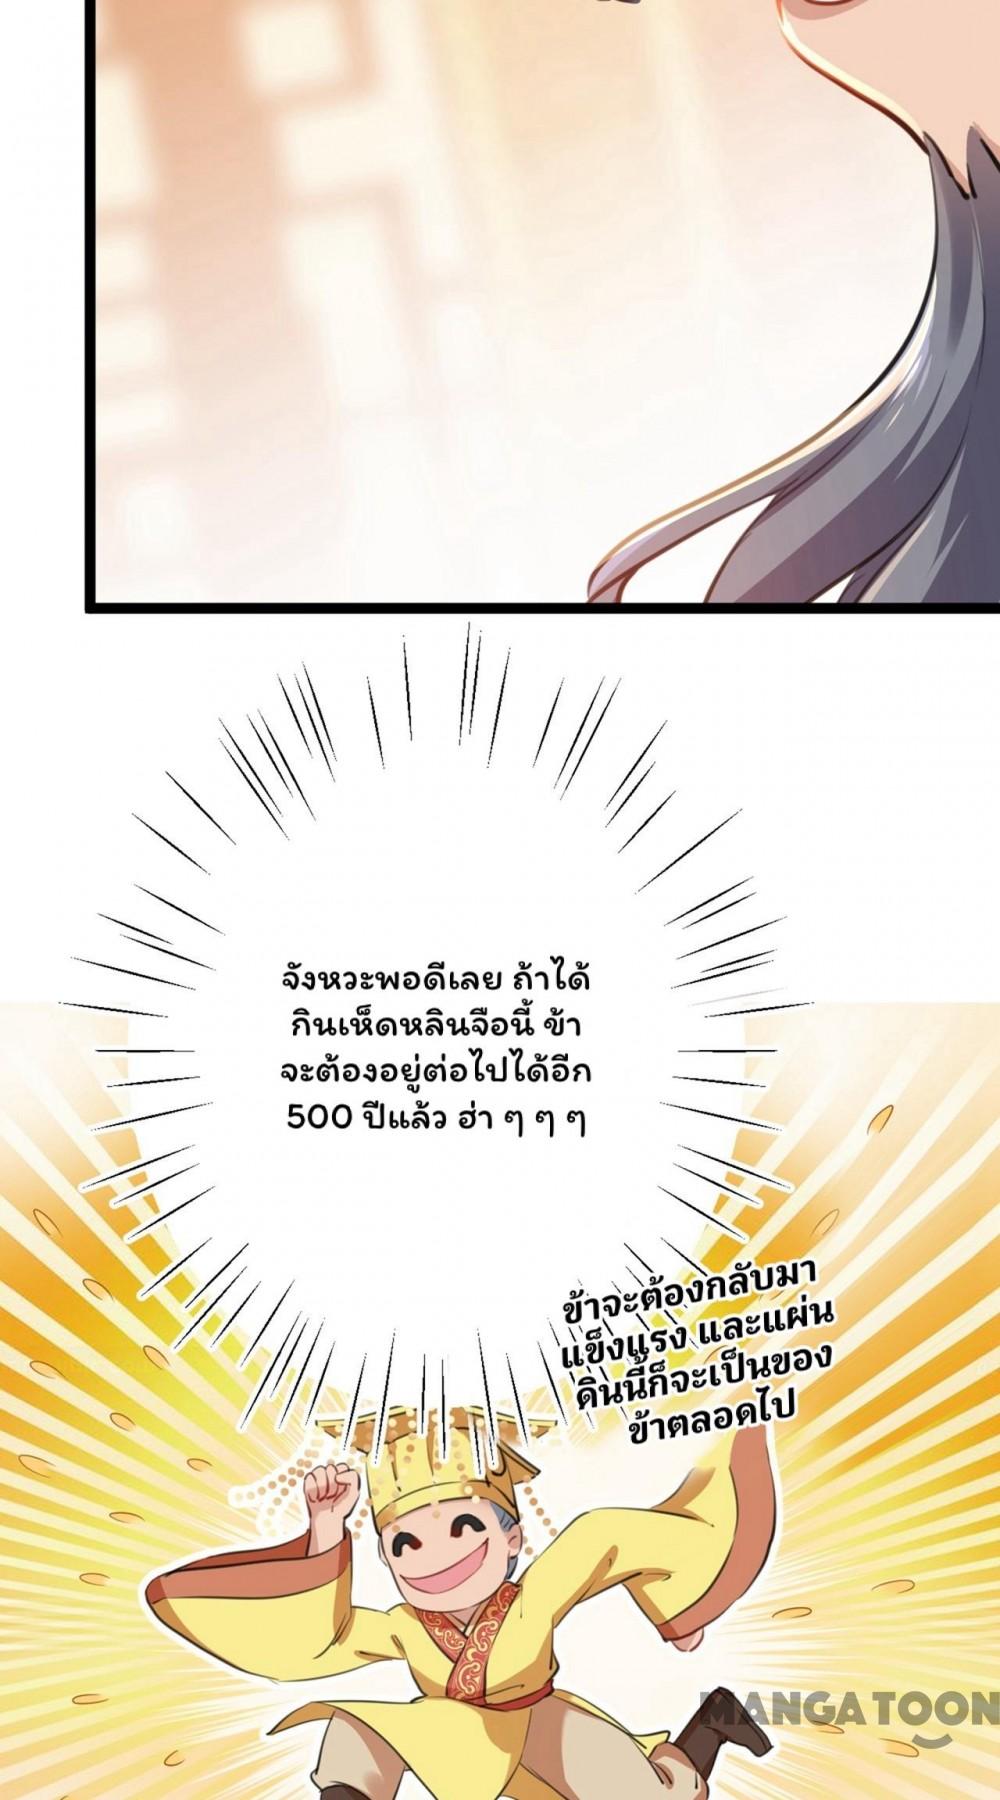 จังหวะพอดีเลย ถ้าได้
กินเห็ดหลินจือนี้ ข้า
จะต้องอยู่ต่อไปได้อีก
500 ปีแล้ว ฮ่า ๆ ๆ ๆ
ข้าจะต้องกลับมา
แข็งแรง และแผ่น
ดินนี้ก็จะเป็นของ
ข้าตลอดไป
MANGATOON